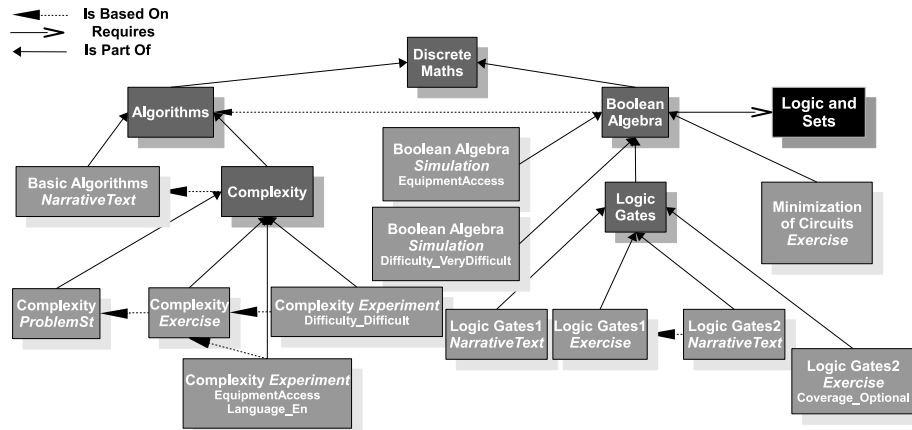 Is Based On
Requires
Is Part Of
Discrete
Maths
Algorithms
Boolean
Algebra
Logic and
Sets
Boolean Algebra
Simulation
EquipmentAccess
Basic Algorithms
NarrativeText
Complexity
Logic
Gates
Minimization
of Circuits
Exercise
Boolean Algebra
Simulation
Difficulty_VeryDifficult
Complexity
ProblemSt
Complexity
Exercise
Complexity Experiment
Difficulty_Difficult
Logic Gates1
NarrativeText
Logic Gates1
Exercise
Logic Gates2
NarrativeText
Complexity Experiment
EquipmentAccess
Language_En
Logic Gates2
Exercise
Coverage_Optional